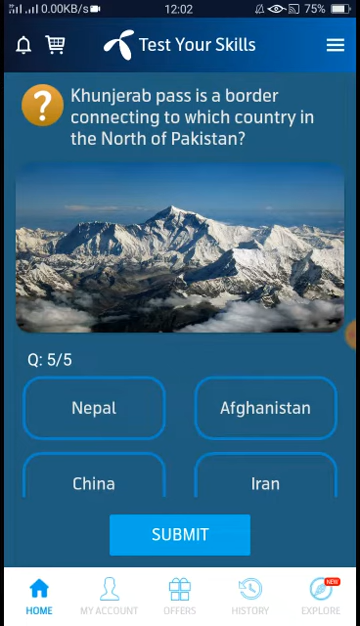 0.00KB/s 12:02 75%
Test Your Skills
?
Khunjerab pass is a border
connecting to which country in
the North of Pakistan?
Q: 5/5
Nepal Afghanistan
China Iran
SUBMIT
NEW
HOME MY ACCOUNT OFFERS HISTORY EXPLORE